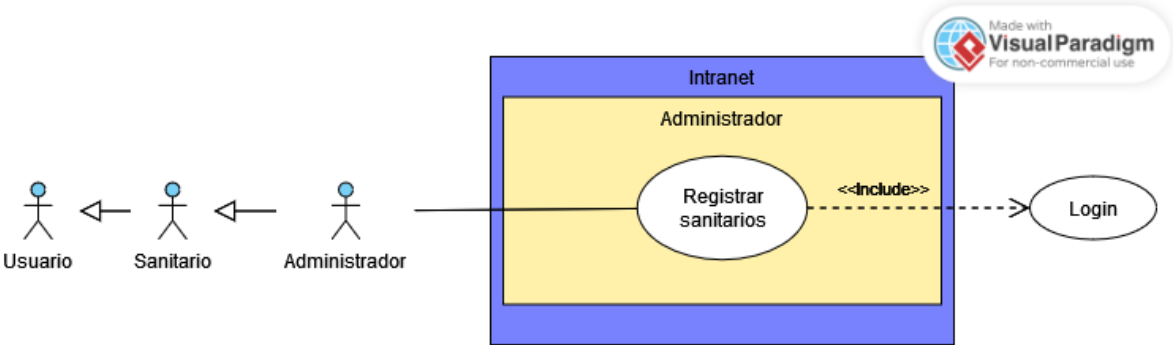 Made with
Visual Paradigm
For non-commercial use
Intranet
Administrador
Registrar
sanitarios
<<Include>>
Login
Usuario
Sanitario
Administrador